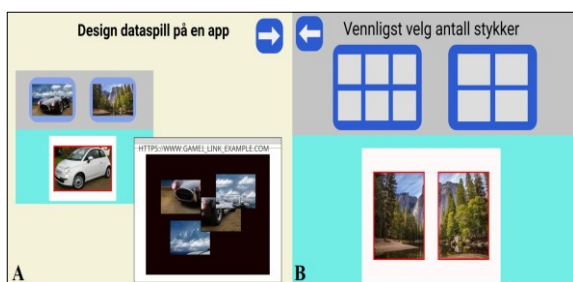 Design dataspill på en app
HTTPS://WWW.GAME1_LINK_EXAMPLE.COM
A
Vennligst velg antall stykker
B